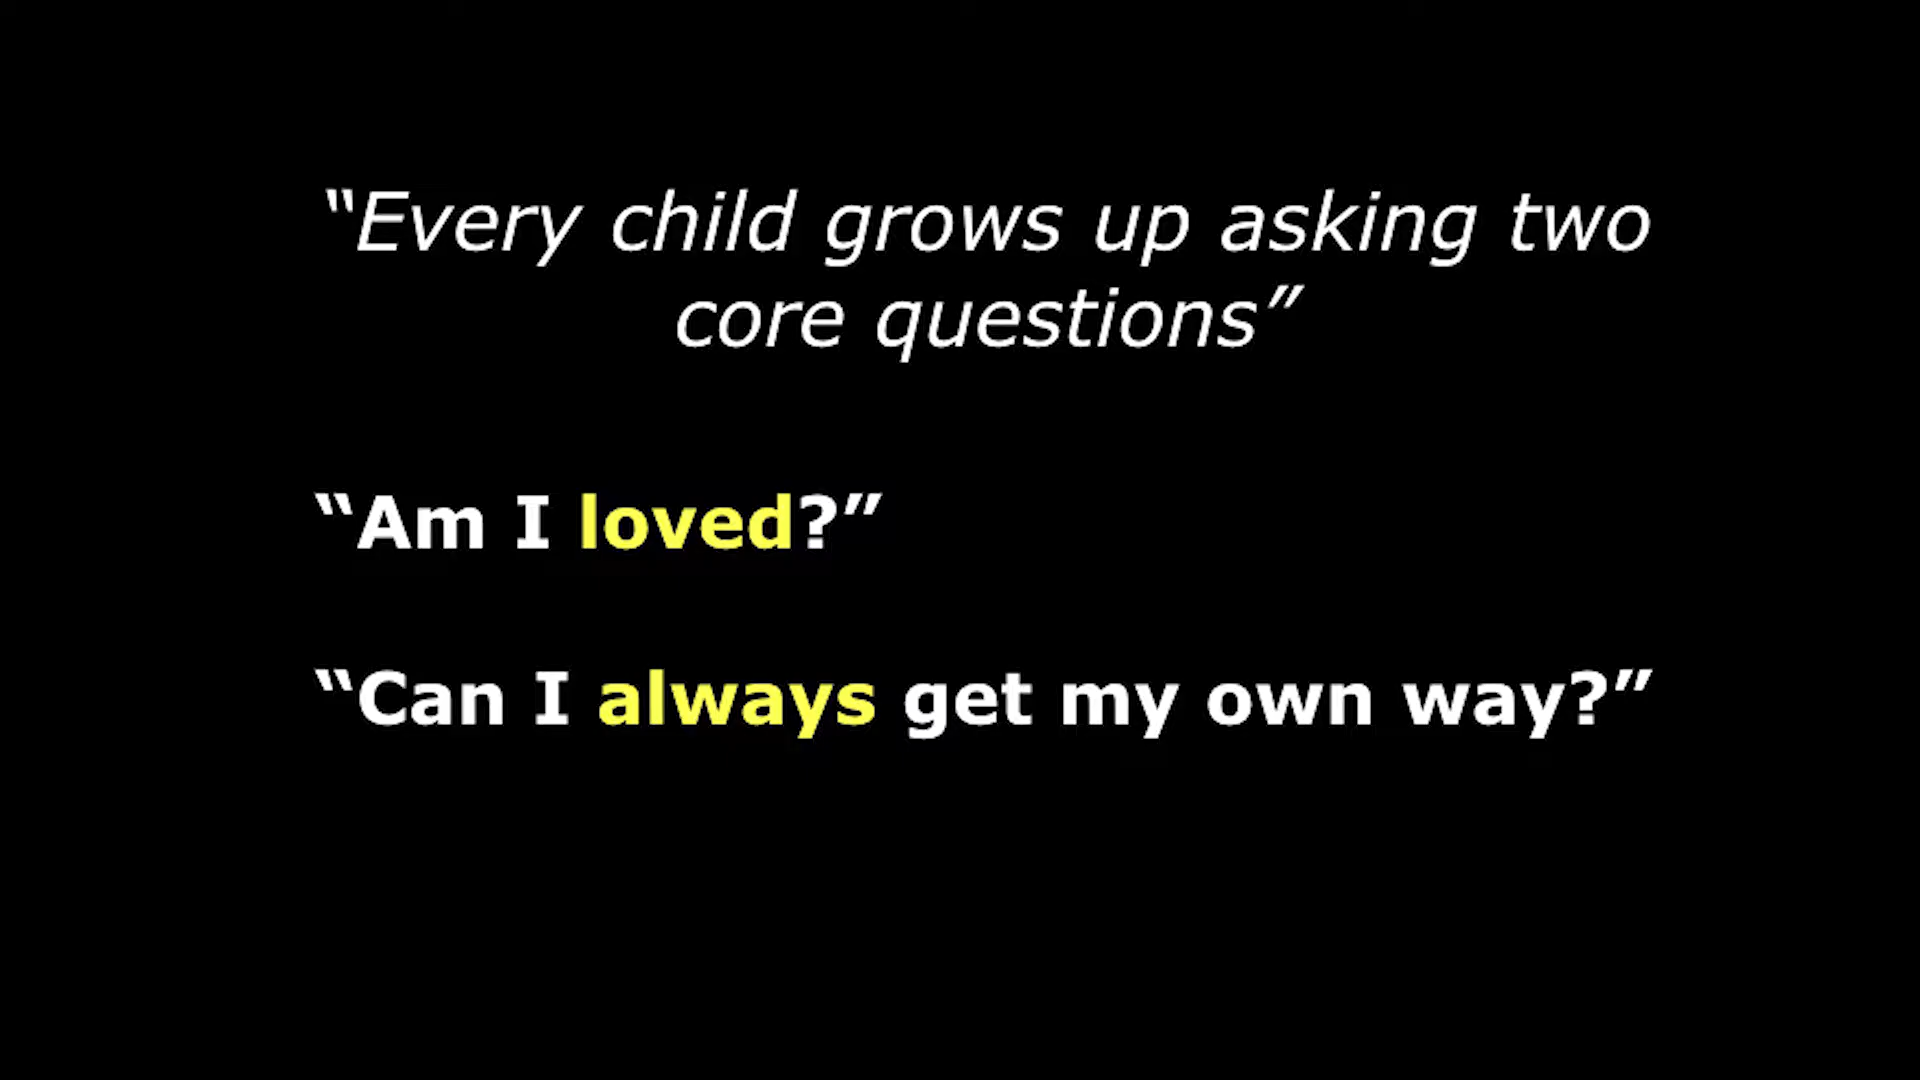 “Every child grows up asking two
core questions”
“Am I loved?”
“Can I always get my own way?”